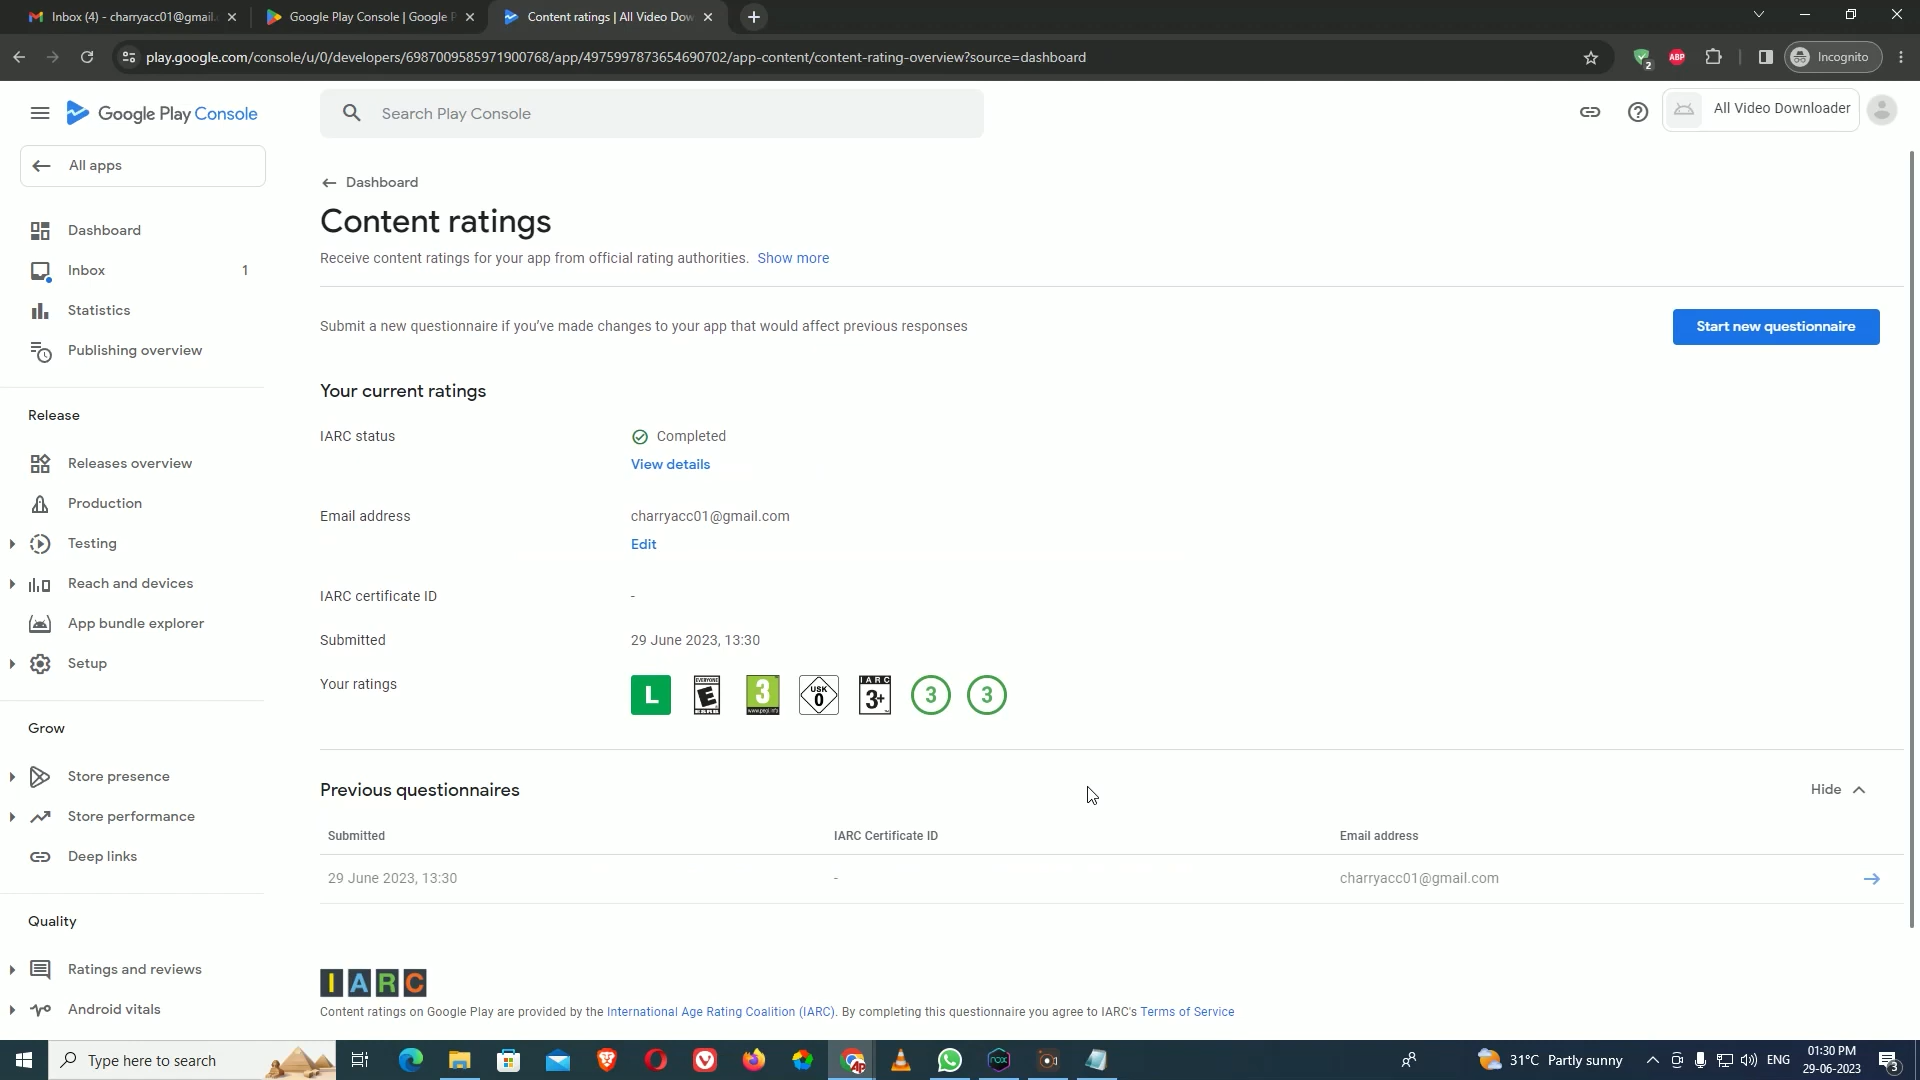 Inbox (4) - charryacc01@gmail.
Google Play Console | Google P
Content ratings | All Video Dow
play.google.com/console/u/0/developers/6987009585971900768/app/4975997873654690702/app-content/content-rating-overview?source=dashboard
2
ABP
Incognito
Google Play Console
Search Play Console
All Video Downloader
All apps
Dashboard
Inbox 1
Statistics
Publishing overview
Release
Releases overview
Production
Testing
Reach and devices
App bundle explorer
Setup
Grow
Store presence
Store performance
Deep links
Quality
Ratings and reviews
Android vitals
Dashboard
Content ratings
Receive content ratings for your app from official rating authorities. Show more
Submit a new questionnaire if you've made changes to your app that would affect previous responses
Start new questionnaire
Your current ratings
IARC status Completed
View details
Email address charryacc01@gmail.com
Edit
IARC certificate ID -
Submitted 29 June 2023, 13:30
Your ratings
L
EVERYONE
E
3
www.pegi.info
USK
0
IARC
3+
3
3
Previous questionnaires
Hide
Submitted IARC Certificate ID Email address
29 June 2023, 13:30 - charryacc01@gmail.com
IARC
Content ratings on Google Play are provided by the International Age Rating Coalition (IARC). By completing this questionnaire you agree to IARC's Terms of Service
Type here to search
31°C Partly sunny
ENG
01:30 PM
29-06-2023
3